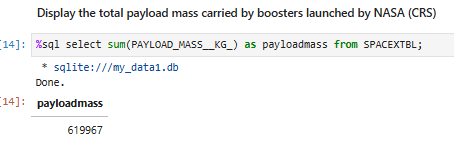 Display the total payload mass carried by boosters launched by NASA (CRS)
[14]: %sql select sum(PAYLOAD_MASS__KG_) as payloadmass from SPACEXTBL;
* sqlite:///my_data1.db
Done.
[14]: payloadmass
619967